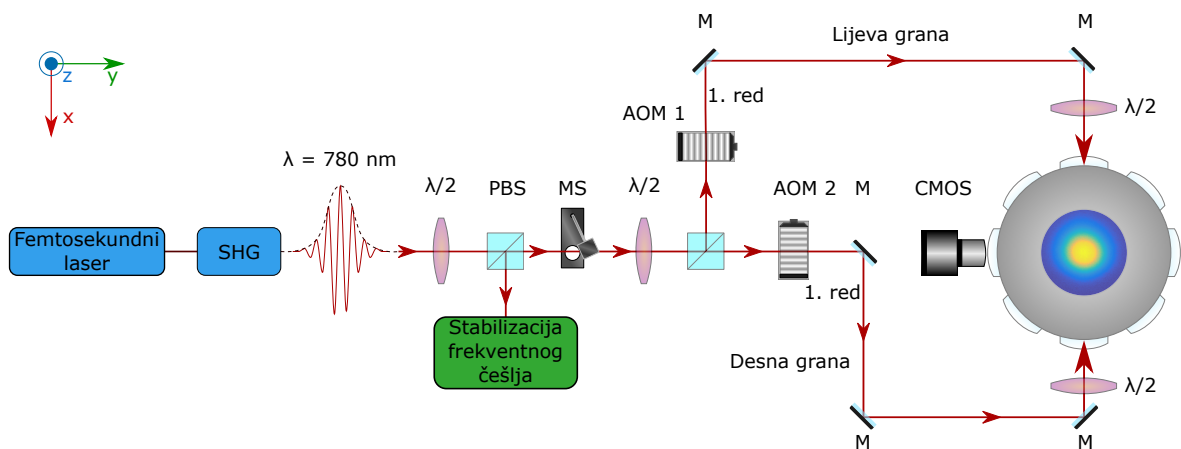 M
Lijeva grana
M
z
y
x
AOM 1
1. red
λ/2
λ = 780 nm
λ/2
PBS
MS
λ/2
AOM 2
M
CMOS
Femtosekundni
laser
SHG
1. red
Stabilizacija
frekventnog
češlja
Desna grana
λ/2
M
M